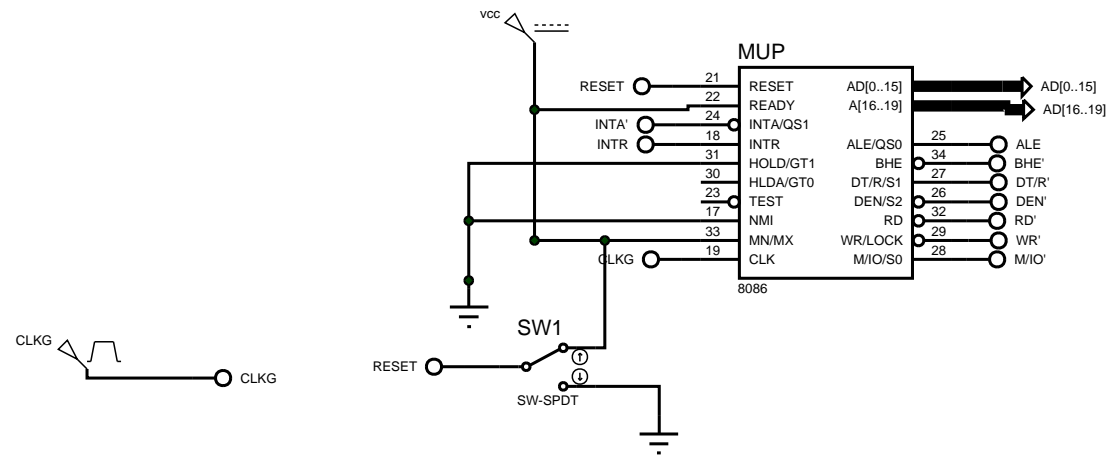 vcc
MUP
RESET 21 RESET AD[0..15] AD[0..15]
22 READY A[16..19] AD[16..19]
INTA' 24 INTA/QS1
INTR 18 INTR ALE/QS0 25 ALE
31 HOLD/GT1 BHE 34 BHE'
30 HLDA/GT0 DT/R/S1 27 DT/R'
23 TEST DEN/S2 26 DEN'
17 NMI RD 32 RD'
33 MN/MX WR/LOCK 29 WR'
CLKG 19 CLK M/IO/S0 28 M/IO'
8086
SW1
CLKG
RESET
CLKG
SW-SPDT